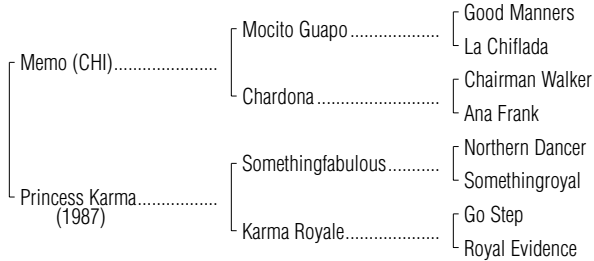 Good Manners
Mocito Guapo....................
La Chiflada
Memo (CHI).......................
Chairman Walker
Chardona...........................
Ana Frank
Northern Dancer
Somethingfabulous...........
Somethingroyal
Princess Karma.................
(1987)
Go Step
Karma Royale.....................
Royal Evidence